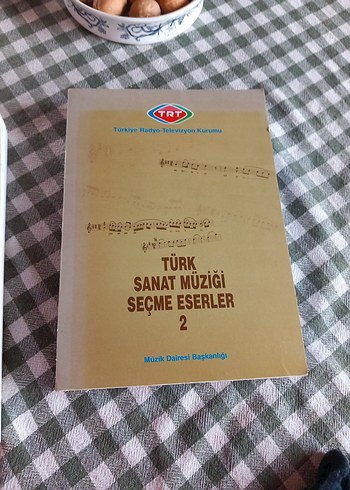 TRT
Türkiye Radyo-Televizyon Kurumu
TÜRK
SANAT MÜZİĞİ
SEÇME ESERLER
2
Müzik Dairesi Başkanlığı